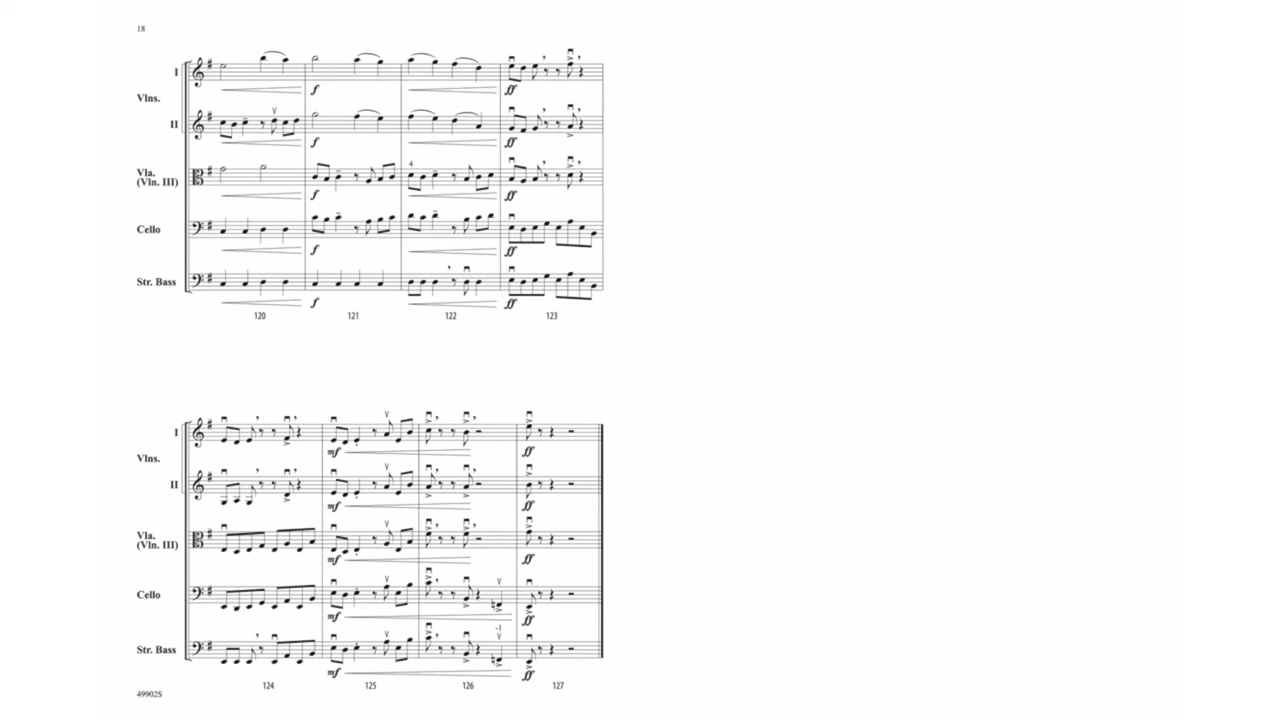 18
I
Vlns.
II
Vla.
(Vln. III)
Cello
Str. Bass
f
f
4
f
f
f
ff
ff
ff
ff
ff
120 121 122 123
I
Vlns.
II
Vla.
(Vln. III)
Cello
Str. Bass
mf ff
mf ff
mf ff
mf ff
-1
mf ff
124 125 126 127
49902S